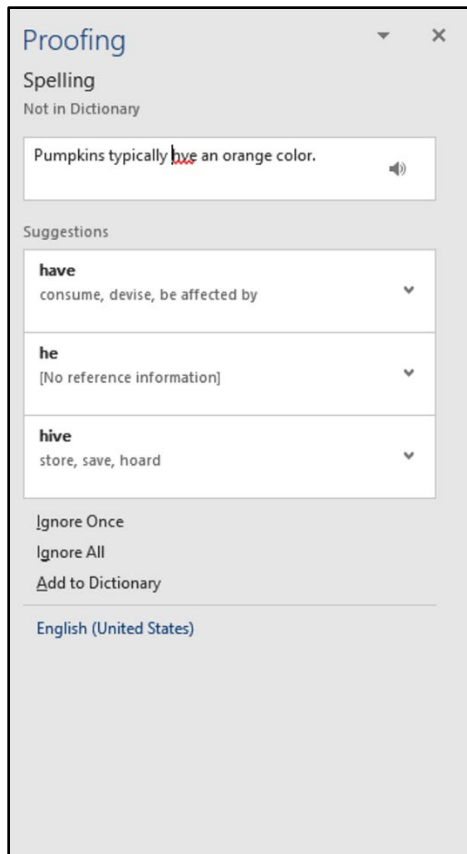 Proofing
Spelling
Not in Dictionary
Pumpkins typically hve an orange color.
Suggestions
have
consume, devise, be affected by
he
[No reference information]
hive
store, save, hoard
Ignore Once
Ignore All
Add to Dictionary
English (United States)